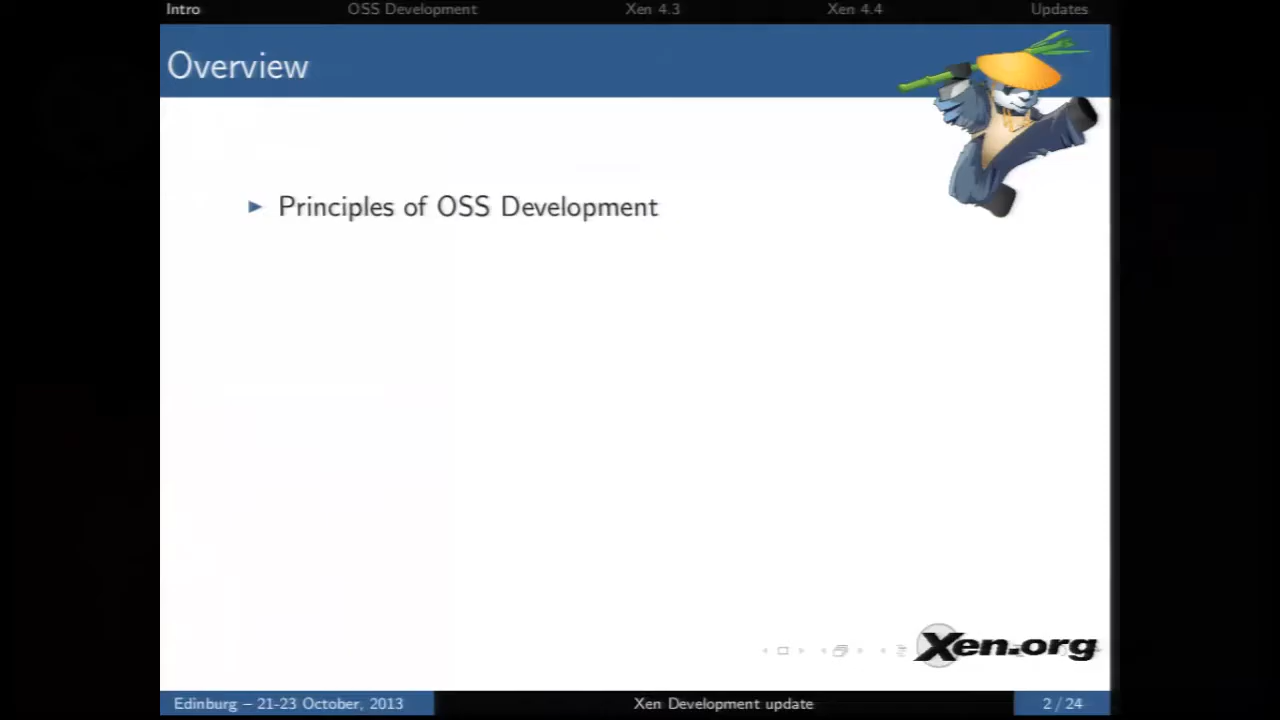 Intro OSS Development Xen 4.3 Xen 4.4 Updates
Overview
Principles of OSS Development
Xen.org
Edinburg – 21-23 October, 2013 Xen Development update 2 / 24